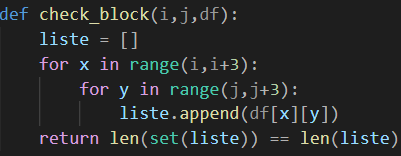 def check_block(i,j,df):
    liste = []
    for x in range(i,i+3):
        for y in range(j,j+3):
            liste.append(df[x][y])
    return len(set(liste)) == len(liste)